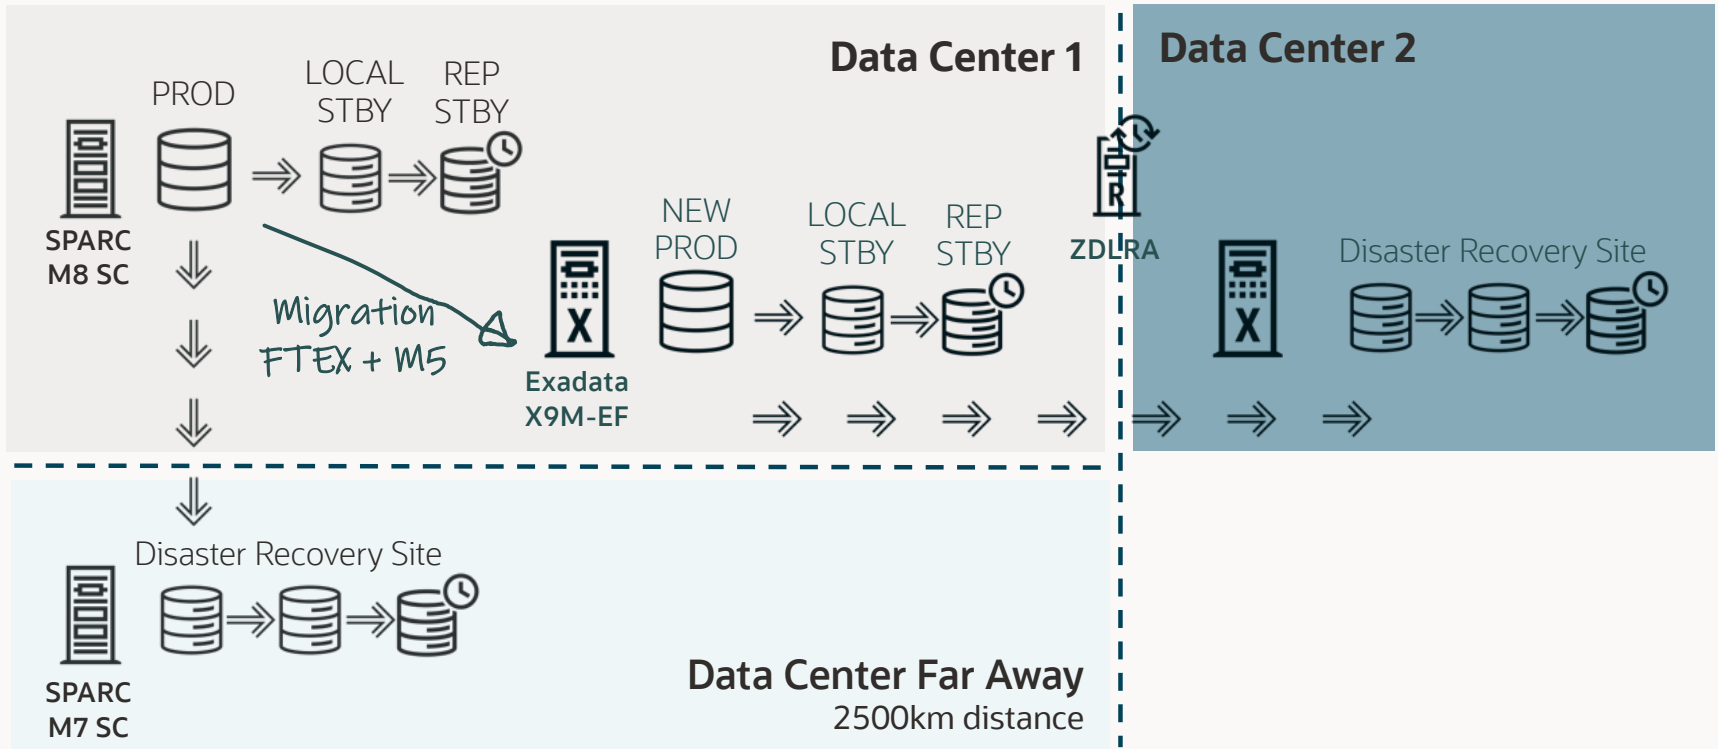 Data Center 1
Data Center 2
PROD
LOCAL
STBY
REP
STBY
SPARC
M8 SC
Migration
FTEX + M5
X
Exadata
X9M-EF
NEW
PROD
LOCAL
STBY
REP
STBY
R
ZDLRA
X
Disaster Recovery Site
Disaster Recovery Site
SPARC
M7 SC
Data Center Far Away
2500km distance